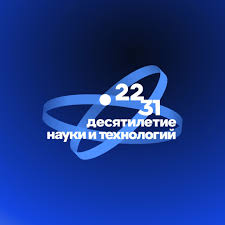 22
31
десятилетие
науки и технологий